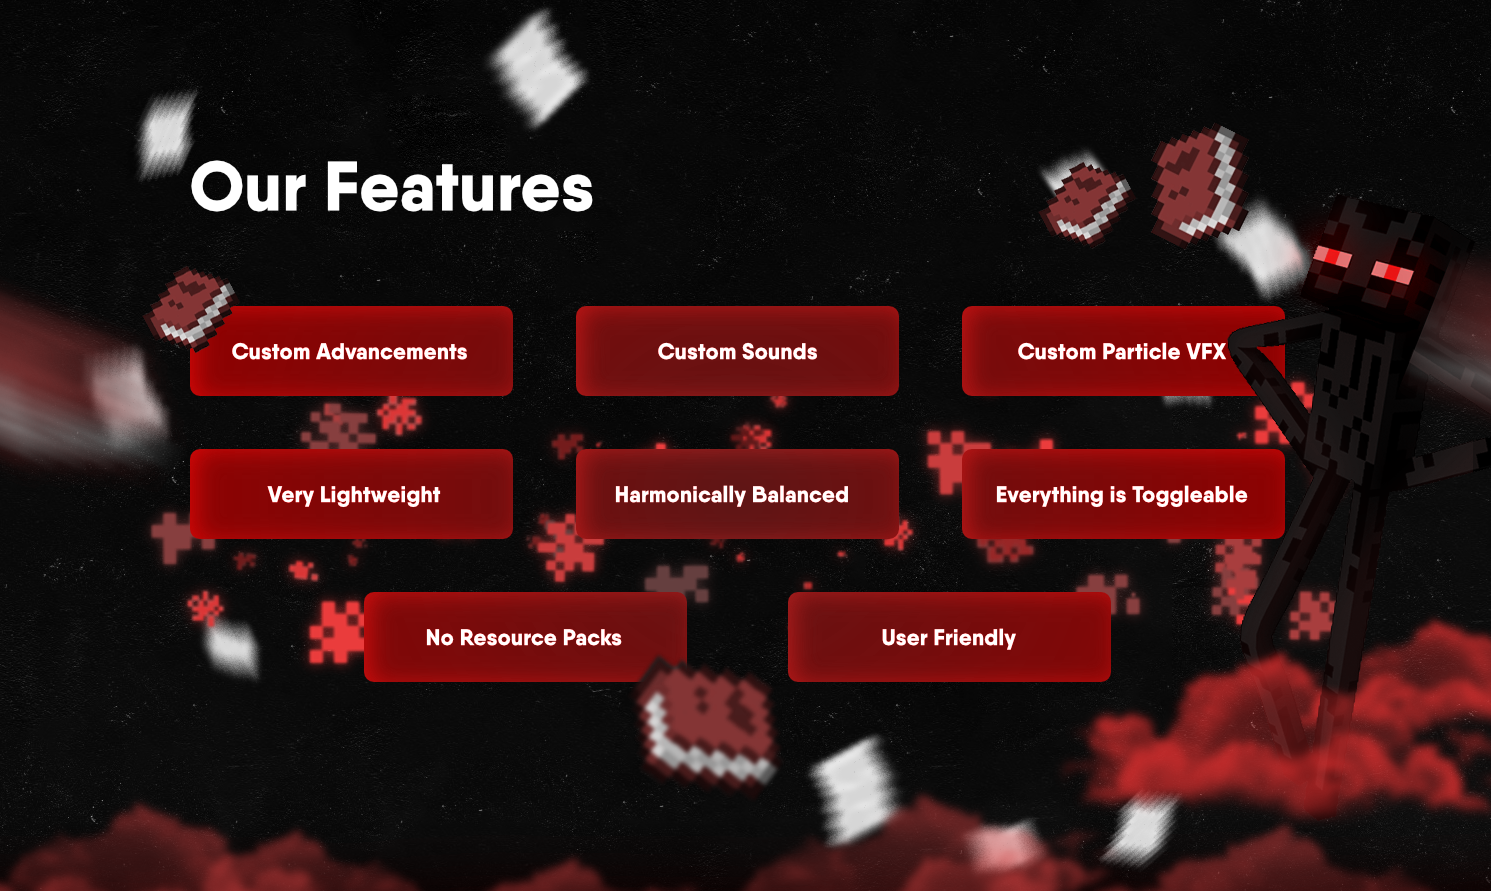 Our Features
Custom Advancements
Custom Sounds
Custom Particle VFX
Very Lightweight
Harmonically Balanced
Everything is Toggleable
No Resource Packs
User Friendly